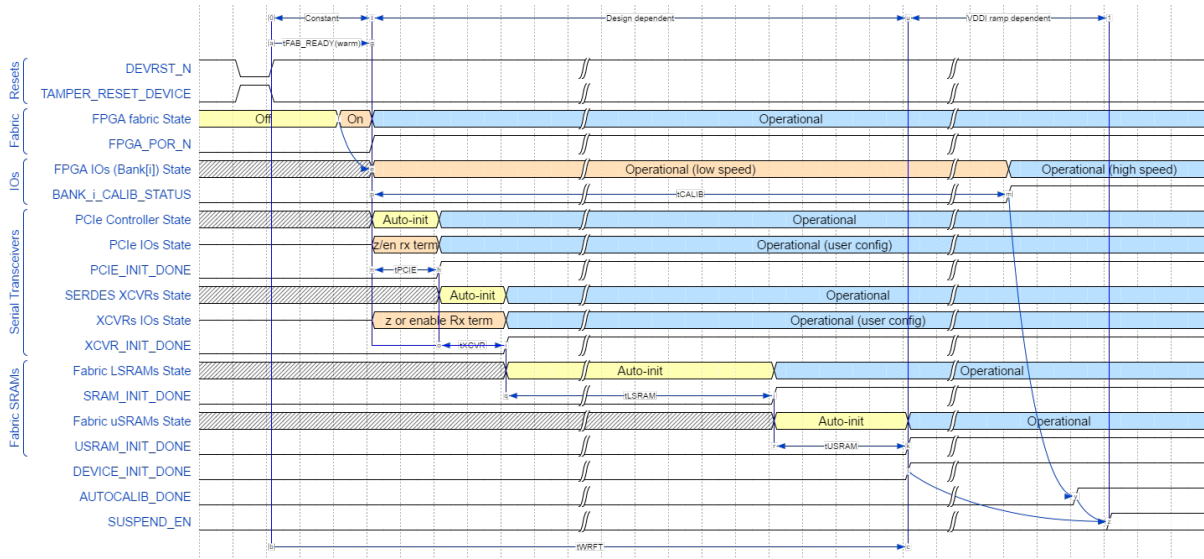 Constant Design dependent VDDI ramp dependent
tFAB_READY(warm)
Resets
DEVRST_N
TAMPER_RESET_DEVICE
Fabric
FPGA fabric State Off On Operational
FPGA_POR_N
IOs
FPGA IOs (Bank[i]) State Operational (low speed) Operational (high speed)
BANK_i_CALIB_STATUS tCALIB
Serial Transceivers
PCIe Controller State Auto-init Operational
PCIe IOs State z/en rx term Operational (user config)
PCIE_INIT_DONE tPCIE
SERDES XCVRs State Auto-init Operational
XCVRs IOs State z or enable Rx term Operational (user config)
XCVR_INIT_DONE tXCVR
Fabric SRAMs
Fabric LSRAMs State Auto-init Operational
SRAM_INIT_DONE tLSRAM
Fabric uSRAMs State Auto-init Operational
USRAM_INIT_DONE tUSRAM
DEVICE_INIT_DONE
AUTOCALIB_DONE
SUSPEND_EN
tWRFT